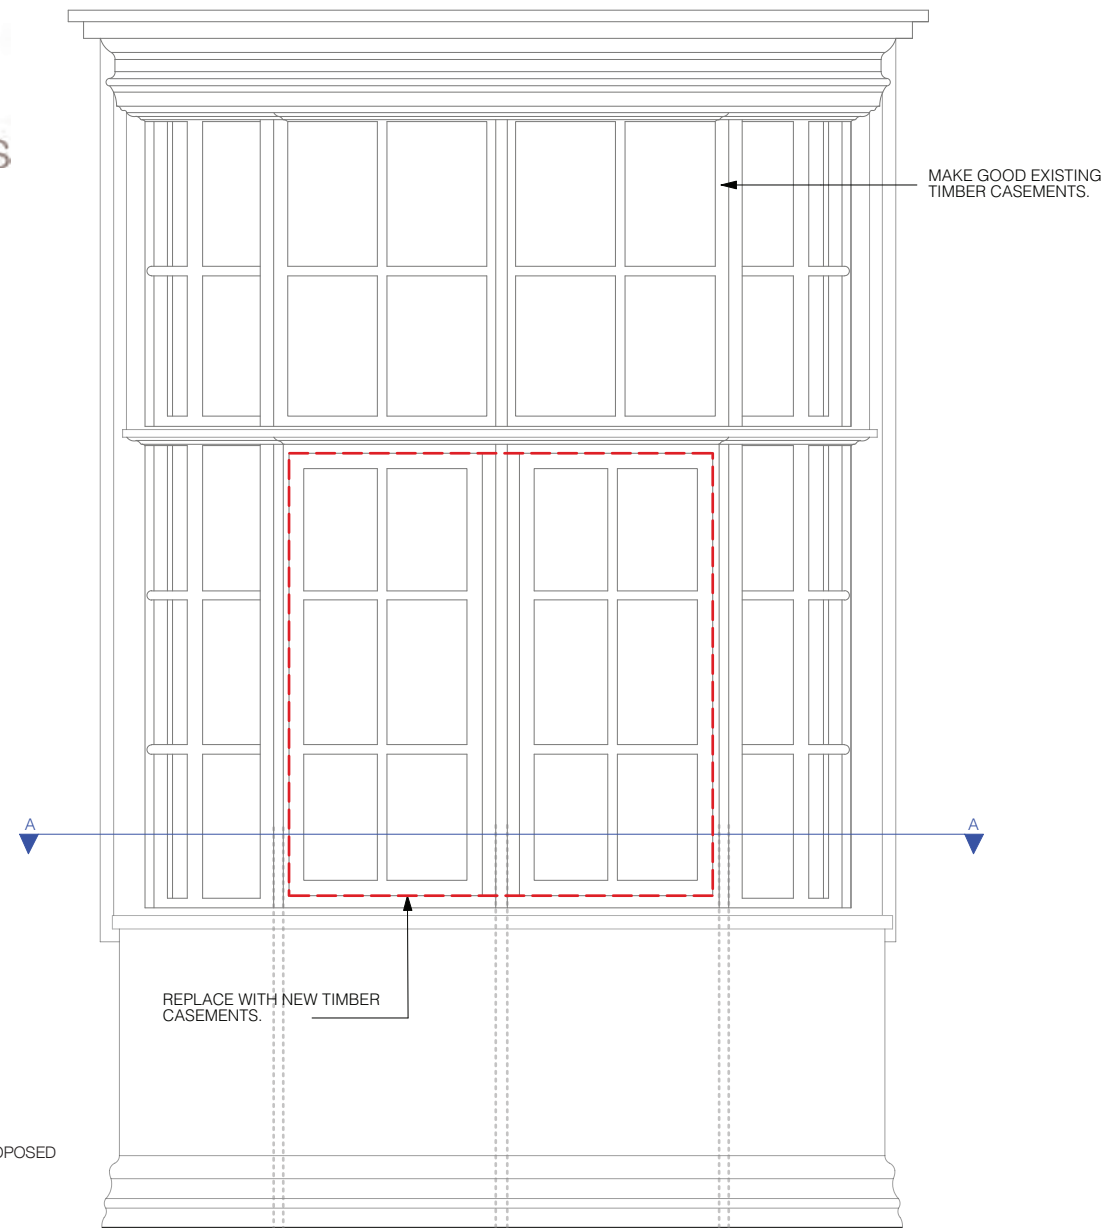 MAKE GOOD EXISTING
TIMBER CASEMENTS.
A
A
REPLACE WITH NEW TIMBER
CASEMENTS.